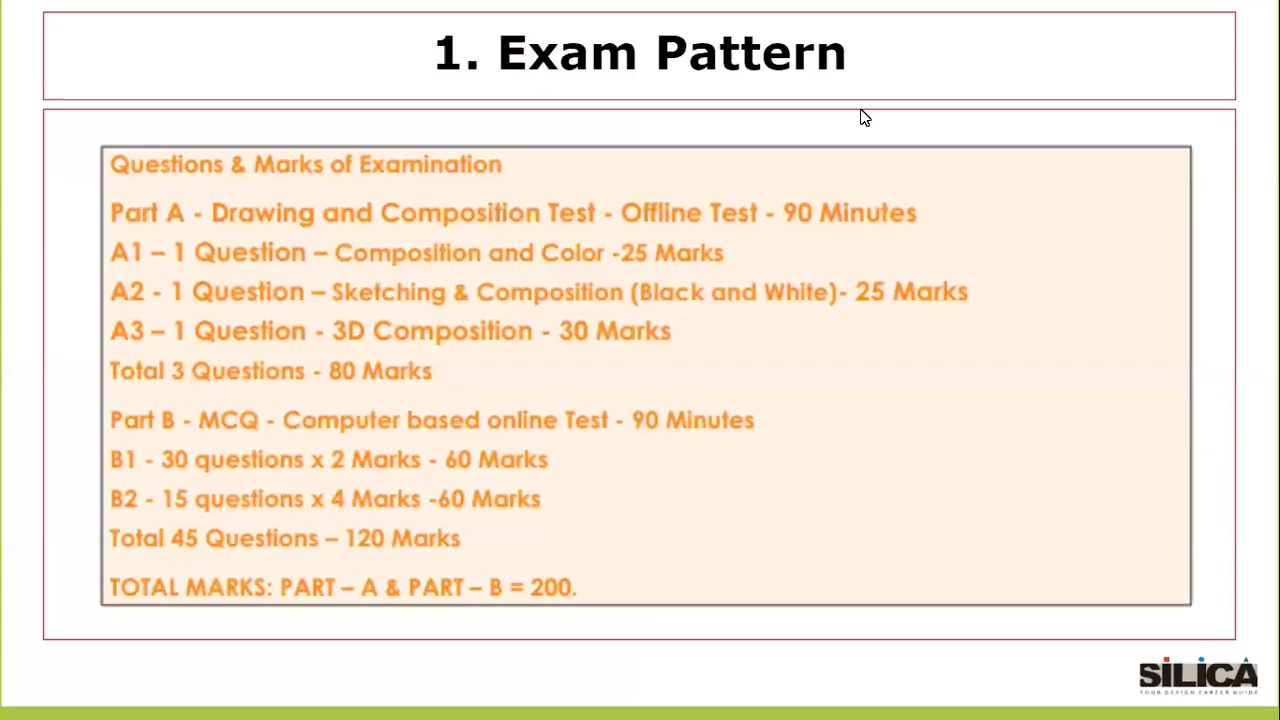 1. Exam Pattern
Questions & Marks of Examination
Part A - Drawing and Composition Test - Offline Test - 90 Minutes
A1 – 1 Question – Composition and Color -25 Marks
A2 - 1 Question – Sketching & Composition (Black and White)- 25 Marks
A3 – 1 Question - 3D Composition - 30 Marks
Total 3 Questions - 80 Marks
Part B - MCQ - Computer based online Test - 90 Minutes
B1 - 30 questions x 2 Marks - 60 Marks
B2 - 15 questions x 4 Marks -60 Marks
Total 45 Questions – 120 Marks
TOTAL MARKS: PART – A & PART – B = 200.
SiLiCA
YOUR DESIGN CAREER GUIDE